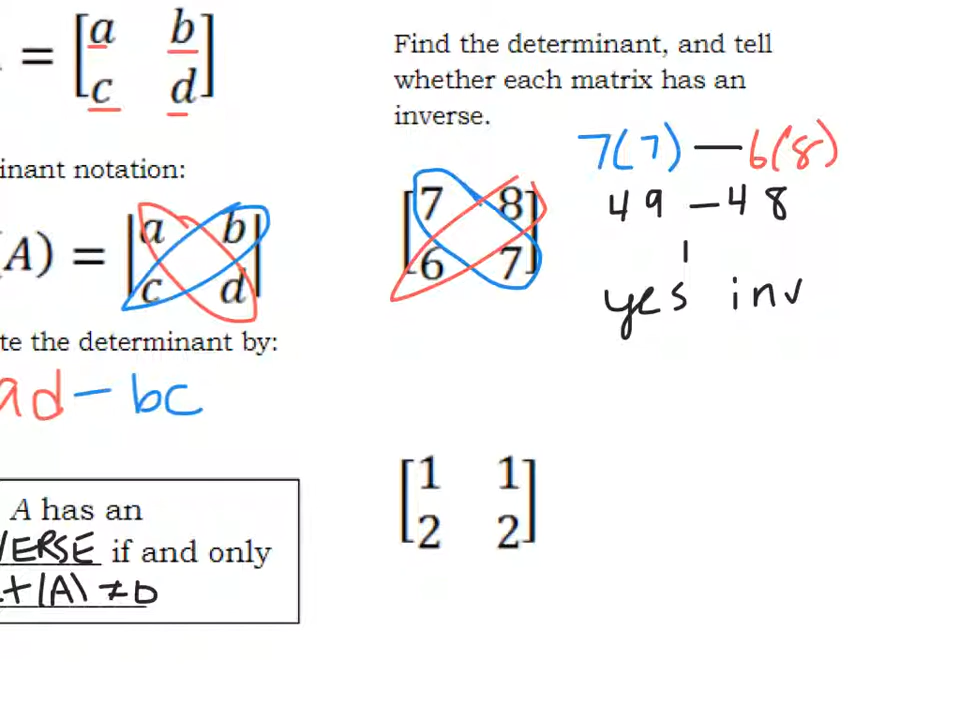 = [a b
c d]
inant notation:
A) = |a b
c d|
te the determinant by:
ad - bc
A has an
VERSE if and only
t(A) ≠ 0
Find the determinant, and tell
whether each matrix has an
inverse.
[7 8
6 7]
7(7) - 6(8)
49 - 48
1
yes inv
[1 1
2 2]